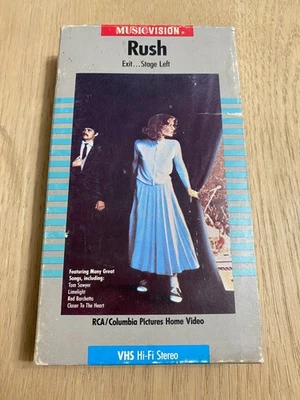 MUSICVISION
Rush
Exit...Stage Left
Featuring Many Great
Songs, including:
Tom Sawyer
Limelight
Red Barchetta
Closer To The Heart
RCA/Columbia Pictures Home Video
VHS Hi-Fi Stereo